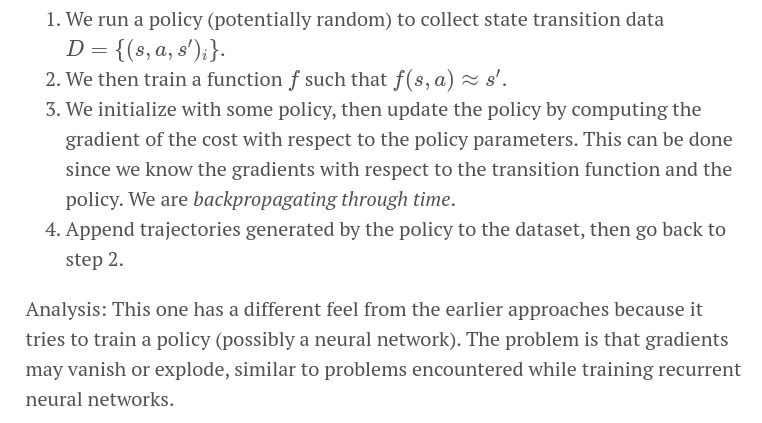 1. We run a policy (potentially random) to collect state transition data
D = {(s, a, s′)ᵢ}.
2. We then train a function f such that f(s, a) ≈ s′.
3. We initialize with some policy, then update the policy by computing the
gradient of the cost with respect to the policy parameters. This can be done
since we know the gradients with respect to the transition function and the
policy. We are backpropagating through time.
4. Append trajectories generated by the policy to the dataset, then go back to
step 2.
Analysis: This one has a different feel from the earlier approaches because it
tries to train a policy (possibly a neural network). The problem is that gradients
may vanish or explode, similar to problems encountered while training recurrent
neural networks.